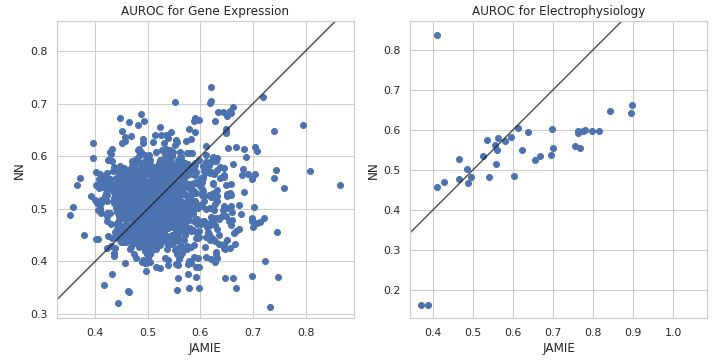 AUROC for Gene Expression
NN
0.8
0.7
0.6
0.5
0.4
0.3
0.4 0.5 0.6 0.7 0.8
JAMIE
AUROC for Electrophysiology
NN
0.8
0.7
0.6
0.5
0.4
0.3
0.2
0.4 0.5 0.6 0.7 0.8 0.9 1.0
JAMIE